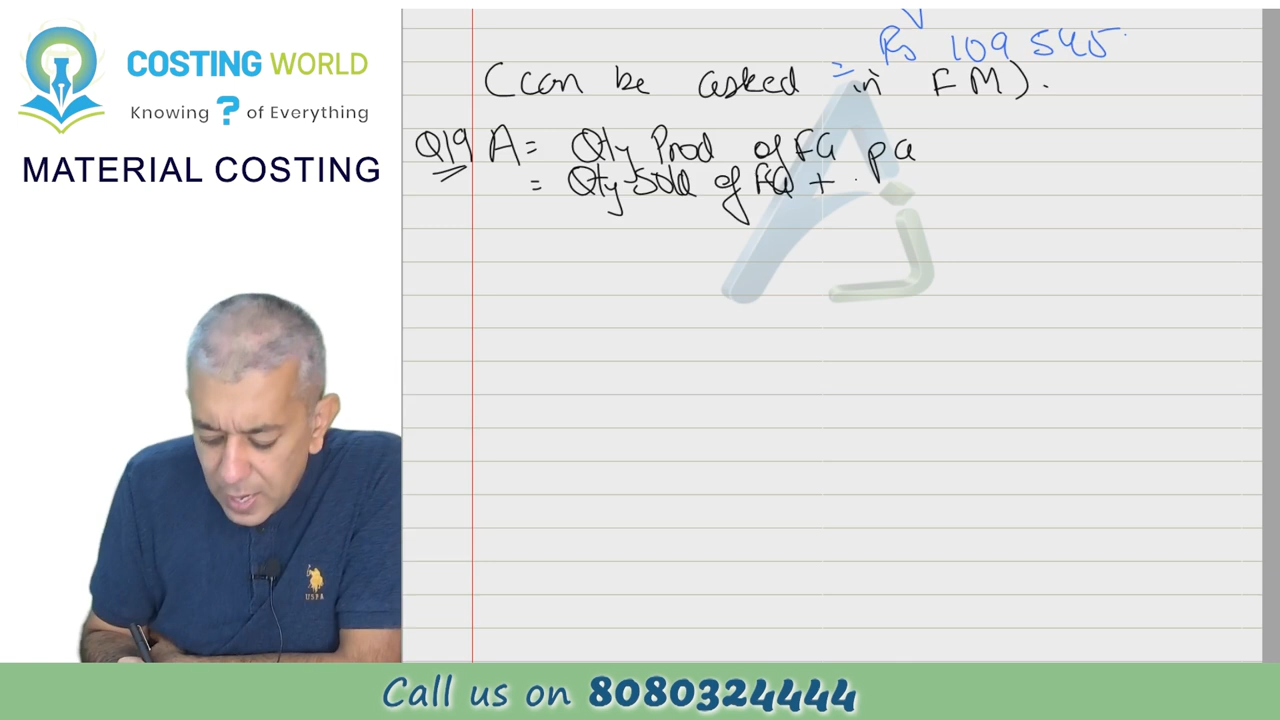 COSTING WORLD
Knowing ? of Everything
MATERIAL COSTING
= Rs 109 545
(can be asked in FM).
Q19 A = Qty Prod of FG pa
= Qty Sold of FG +
USPA
Call us on 8080324444